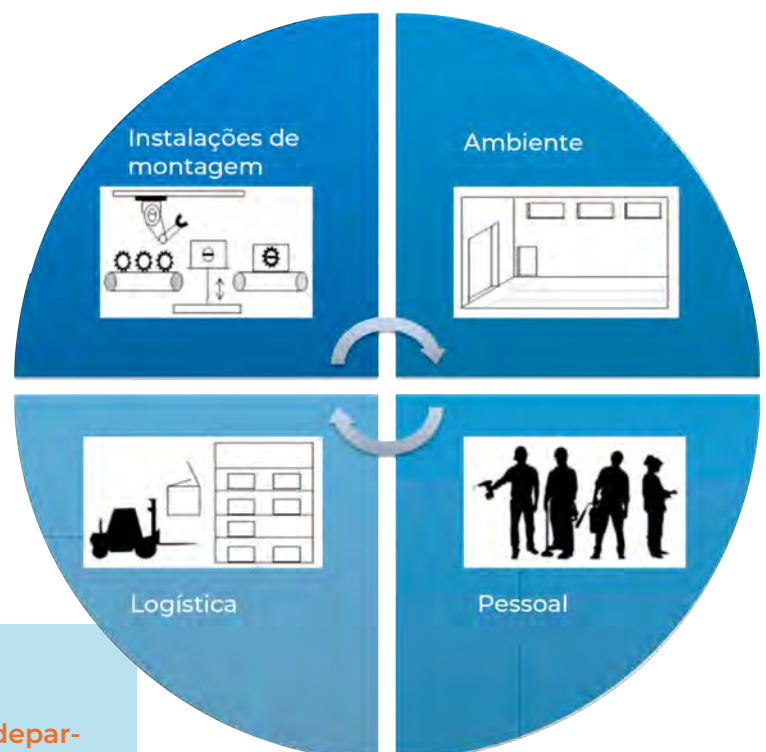 Instalações de
montagem
Ambiente
Logística
Pessoal
depar-